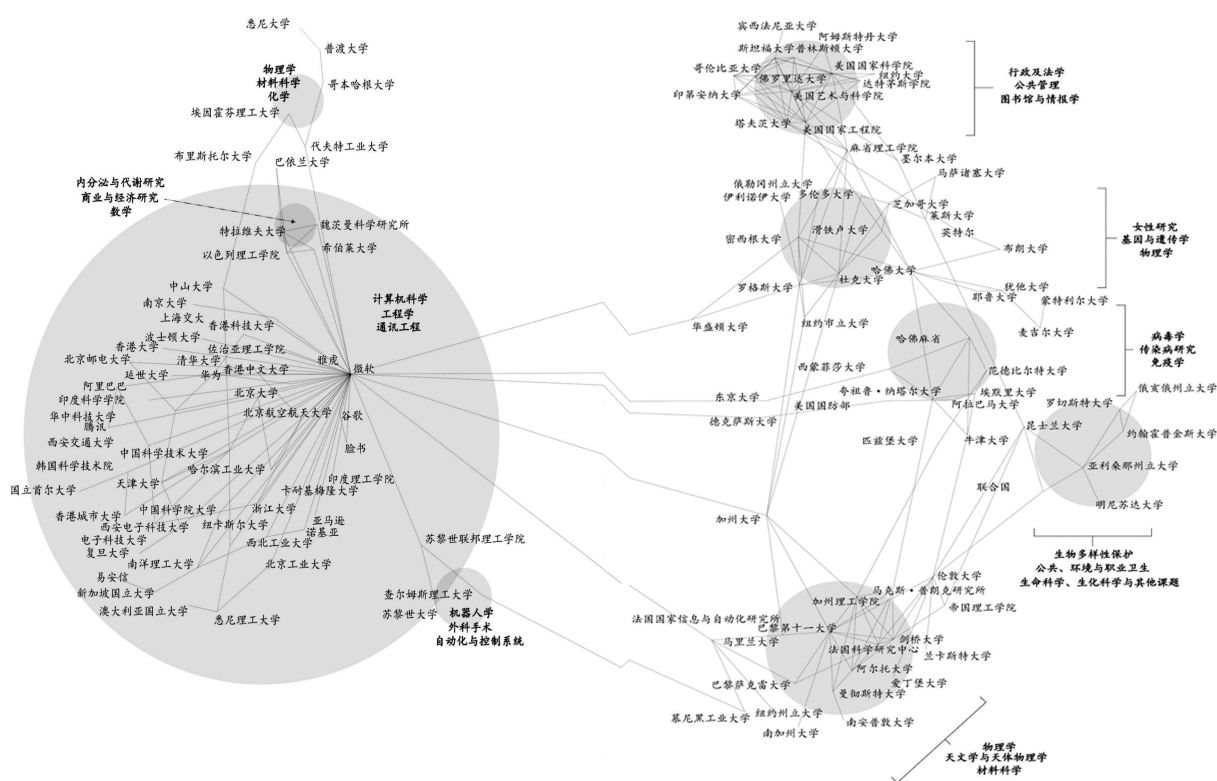 悉尼大学
普渡大学
物理学
材料科学
化学
哥本哈根大学
埃因霍芬理工大学
代夫特工业大学
布里斯托尔大学
巴依兰大学
内分泌与代谢研究
商业与经济研究
数学
特拉维夫大学
魏茨曼科学研究所
希伯莱大学
以色列理工学院
中山大学
南京大学
上海交大
计算机科学
工程学
通讯工程
波士顿大学
香港科技大学
香港大学
佐治亚理工学院
北京邮电大学
清华大学
雅虎
微软
延世大学
华为
香港中文大学
阿里巴巴
北京大学
印度科学学院
华中科技大学
北京航空航天大学
谷歌
腾讯
西安交通大学
脸书
中国科学技术大学
韩国科学技术院
哈尔滨工业大学
天津大学
印度理工学院
国立首尔大学
卡耐基梅隆大学
香港城市大学
中国科学院大学
浙江大学
西安电子科技大学
纽卡斯尔大学
亚马逊
诺基亚
电子科技大学
复旦大学
西北工业大学
南洋理工大学
北京工业大学
易安信
新加坡国立大学
澳大利亚国立大学
悉尼理工大学
苏黎世联邦理工学院
查尔姆斯理工大学
苏黎世大学
机器人学
外科手术
自动化与控制系统
宾西法尼亚大学
阿姆斯特丹大学
斯坦福大学
普林斯顿大学
哥伦比亚大学
美国国家科学院
佛罗里达大学
纽约大学
达特茅斯学院
印第安纳大学
美国艺术与科学院
塔夫茨大学
美国国家工程院
行政及法学
公共管理
图书馆与情报学
麻省理工学院
墨尔本大学
马萨诸塞大学
俄勒冈州立大学
伊利诺伊大学
多伦多大学
芝加哥大学
莱斯大学
英特尔
密西根大学
滑铁卢大学
布朗大学
女性研究
基因与遗传学
物理学
罗格斯大学
杜克大学
哈佛大学
犹他大学
耶鲁大学
蒙特利尔大学
华盛顿大学
纽约市立大学
麦吉尔大学
哈佛麻省
病毒学
传染病研究
免疫学
西蒙菲莎大学
范德比尔特大学
东京大学
夸祖鲁·纳塔尔大学
埃默里大学
俄亥俄州立大学
美国国防部
阿拉巴马大学
罗切斯特大学
德克萨斯大学
昆士兰大学
匹兹堡大学
牛津大学
约翰霍普金斯大学
亚利桑那州立大学
联合国
明尼苏达大学
加州大学
生物多样性保护
公共、环境与职业卫生
生命科学、生化科学与其他课题
伦敦大学
马克斯·普朗克研究所
加州理工学院
帝国理工学院
法国国家信息与自动化研究所
巴黎第十一大学
马里兰大学
剑桥大学
法国科学研究中心
兰卡斯特大学
阿尔托大学
巴黎萨克雷大学
爱丁堡大学
曼彻斯特大学
慕尼黑工业大学
纽约州立大学
南安普敦大学
南加州大学
物理学
天文学与天体物理学
材料科学